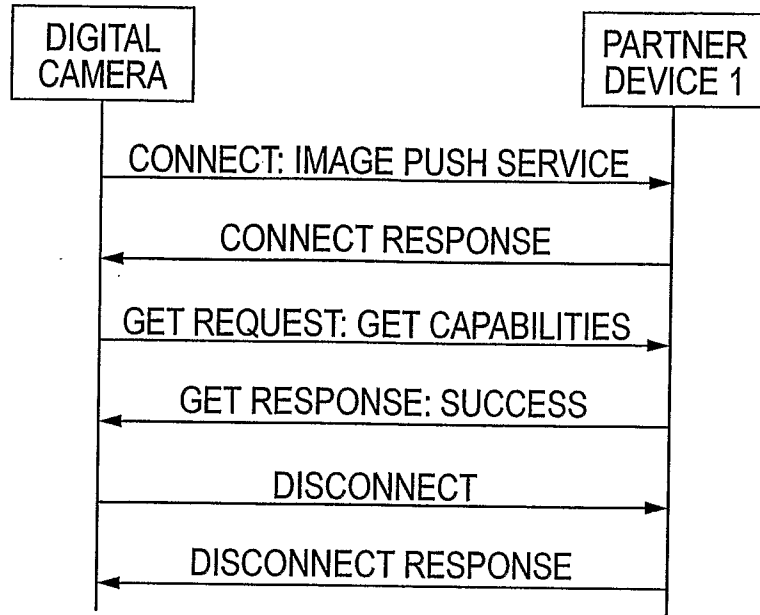 DIGITAL
CAMERA
PARTNER
DEVICE 1
CONNECT: IMAGE PUSH SERVICE
CONNECT RESPONSE
GET REQUEST: GET CAPABILITIES
GET RESPONSE: SUCCESS
DISCONNECT
DISCONNECT RESPONSE